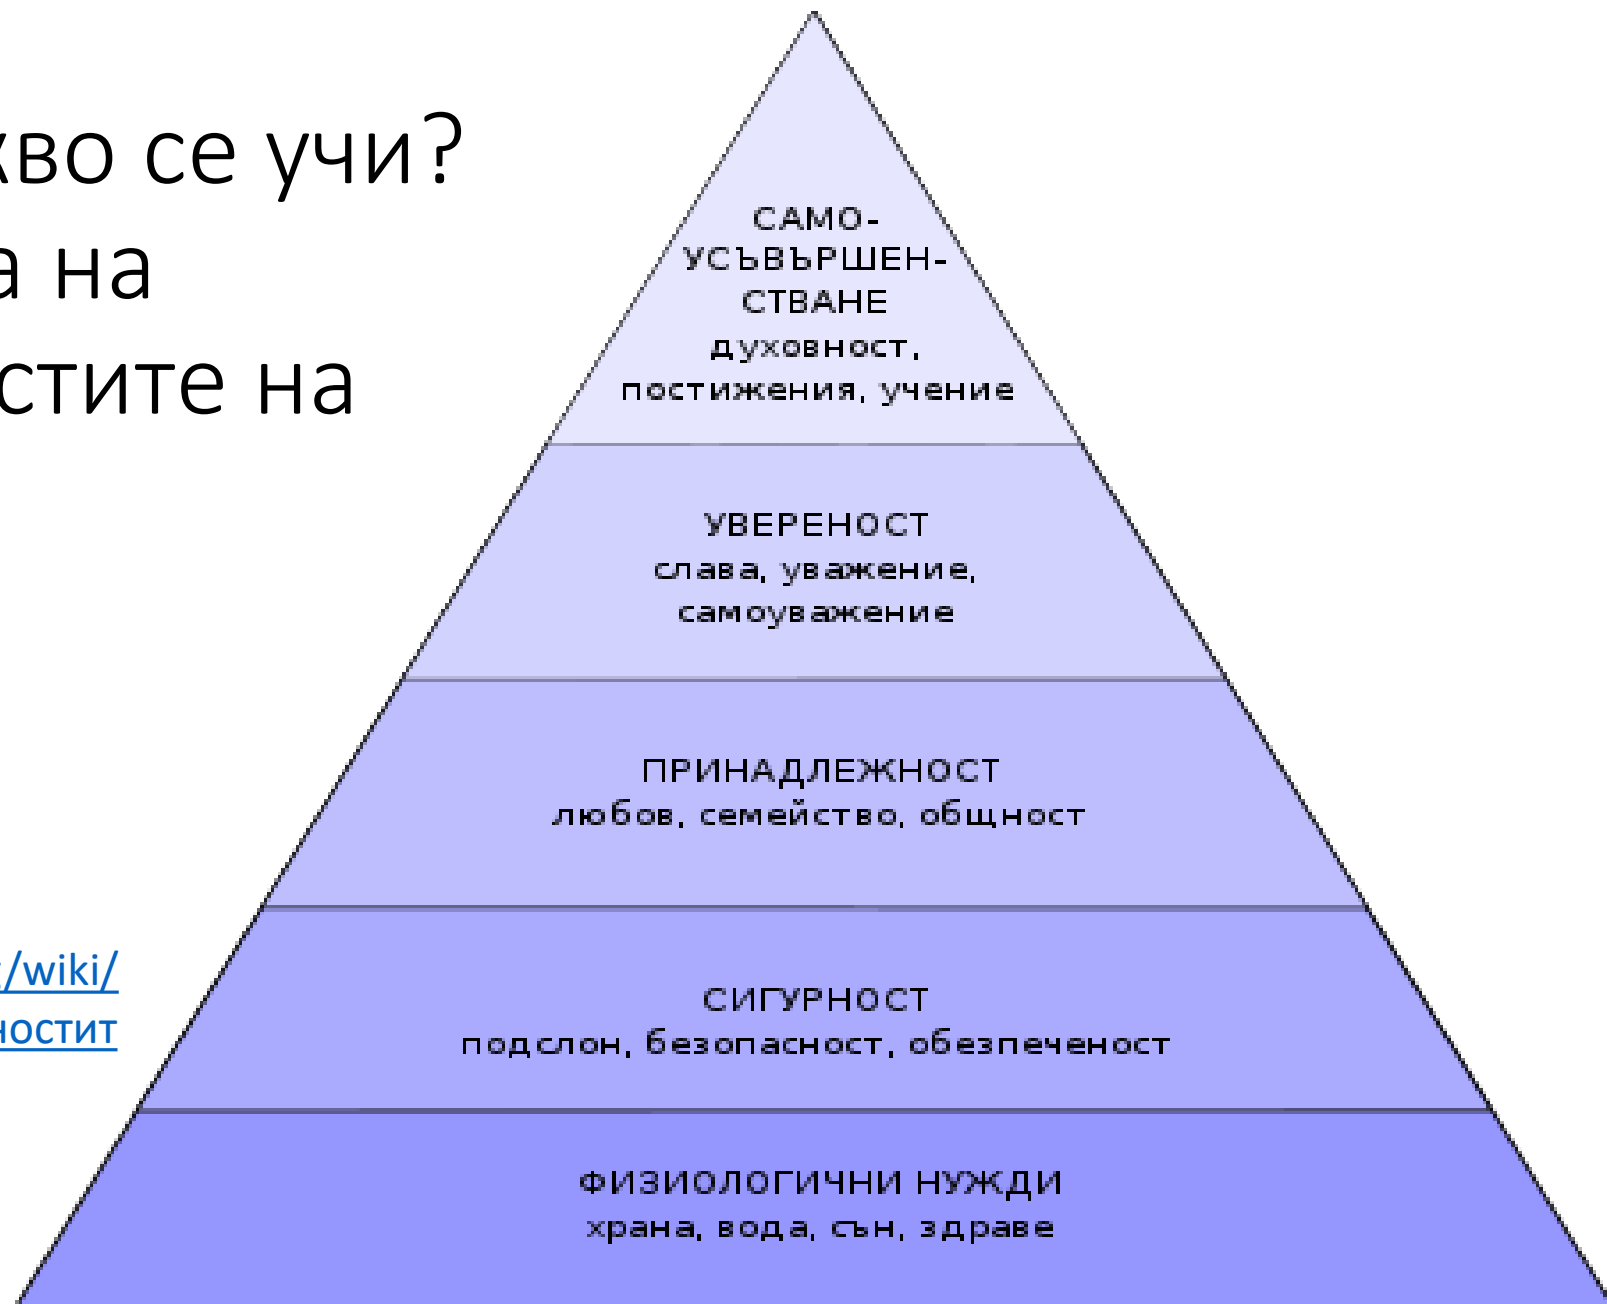 кво се учи?
а на
стите на
/wiki/
ностит
САМО-
УСЪВЪРШЕН-
СТВАНЕ
духовност,
постижения, учение
УВЕРЕНОСТ
слава, уважение,
самоуважение
ПРИНАДЛЕЖНОСТ
любов, семейство, общност
СИГУРНОСТ
подслон, безопасност, обезпеченост
ФИЗИОЛОГИЧНИ НУЖДИ
храна, вода, сън, здраве